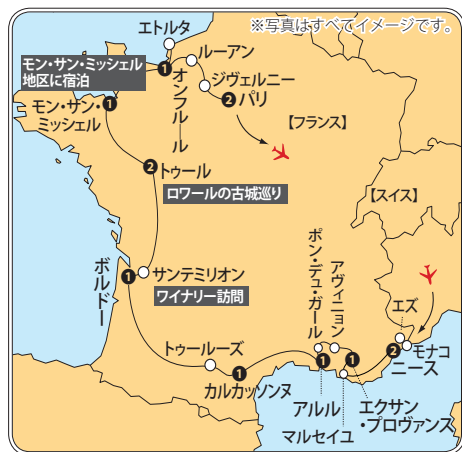 ※写真はすべてイメージです。
エトルタ
ルーアン
モン・サン・ミッシェル
地区に宿泊
1
オンフルール
ジヴェルニー
モン・サン・
ミッシェル
1
2 パリ
【フランス】
2 トゥール
ロワールの古城巡り
【スイス】
ボルドー
1
サンテミリオン
ワイナリー訪問
ポン・デュ・ガール
アヴィニョン
エズ
トゥールーズ
1
カルカッソンヌ
1
1
2
モナコ
ニース
アルル
エクサン
・プロヴァンス
マルセイユ